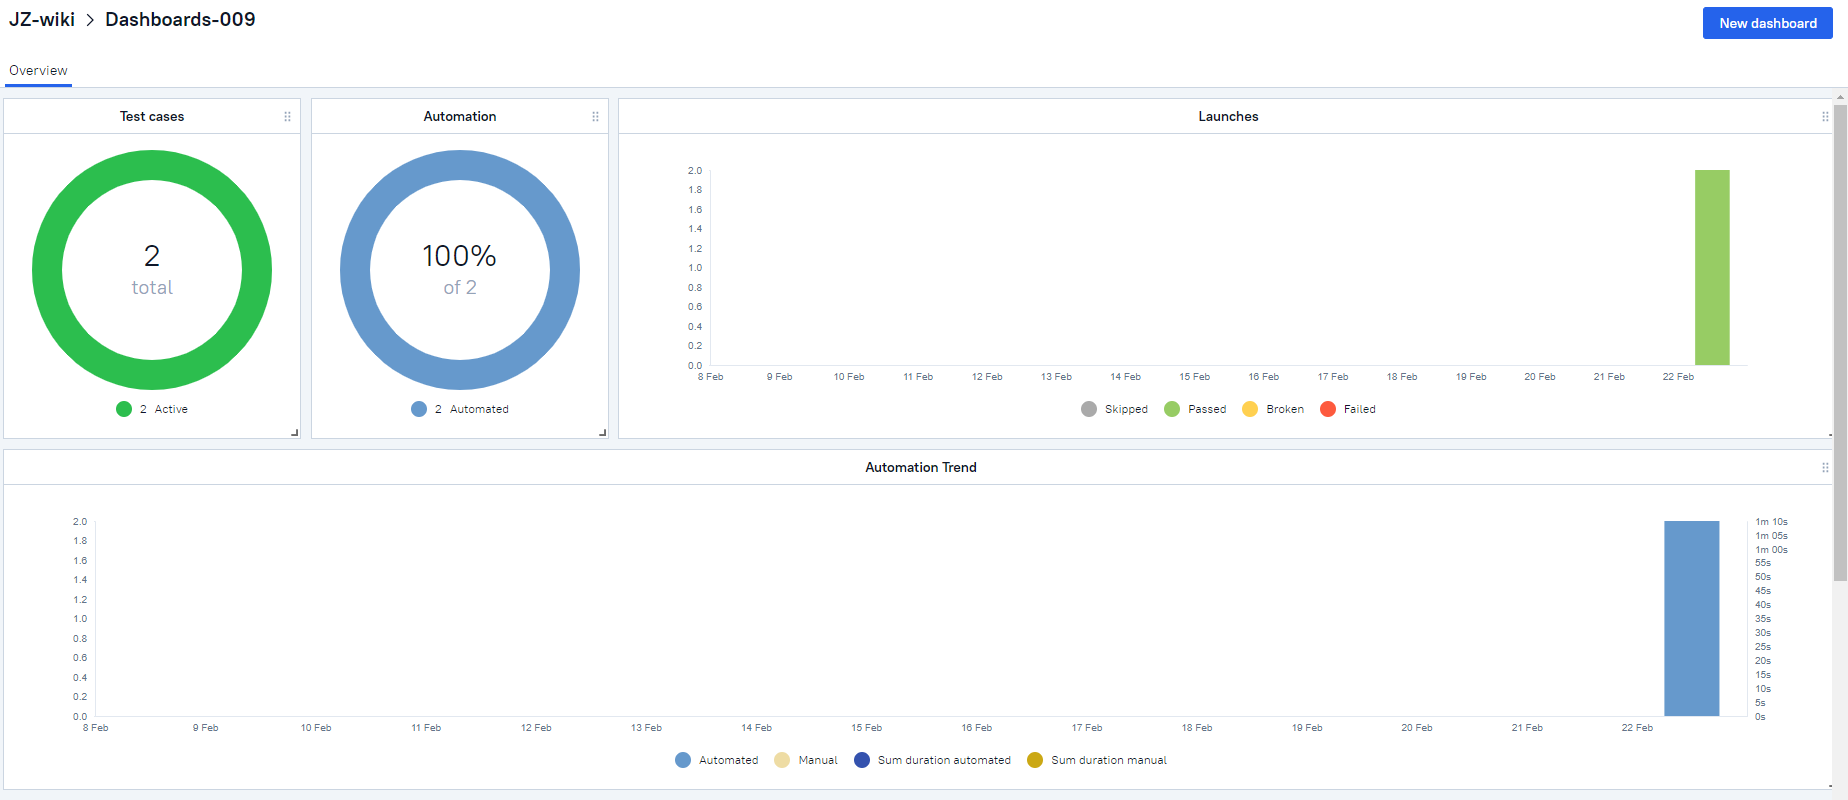 JZ-wiki > Dashboards-009
New dashboard
Overview
Test cases
2
total
2 Active
Automation
100%
of 2
2 Automated
Launches
2.0
1.8
1.6
1.4
1.2
1.0
0.8
0.6
0.4
0.2
0.0
8 Feb 9 Feb 10 Feb 11 Feb 12 Feb 13 Feb 14 Feb 15 Feb 16 Feb 17 Feb 18 Feb 19 Feb 20 Feb 21 Feb 22 Feb
Skipped Passed Broken Failed
Automation Trend
2.0
1.8
1.6
1.4
1.2
1.0
0.8
0.6
0.4
0.2
0.0
1m 10s
1m 05s
1m 00s
55s
50s
45s
40s
35s
30s
25s
20s
15s
10s
5s
0s
8 Feb 9 Feb 10 Feb 11 Feb 12 Feb 13 Feb 14 Feb 15 Feb 16 Feb 17 Feb 18 Feb 19 Feb 20 Feb 21 Feb 22 Feb
Automated Manual Sum duration automated Sum duration manual